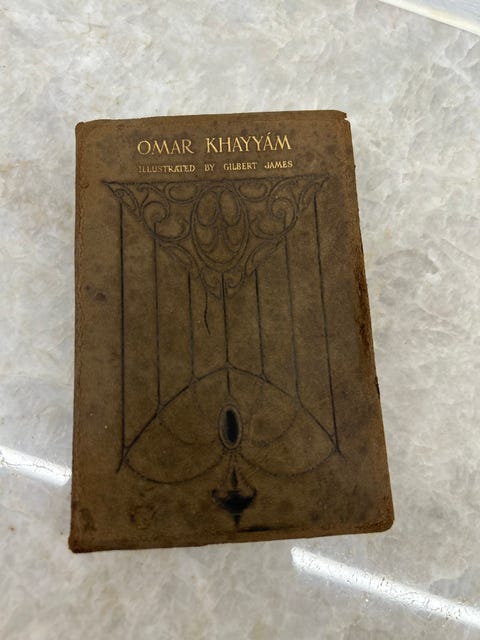 OMAR KHAYYÁM
ILLUSTRATED BY GILBERT JAMES